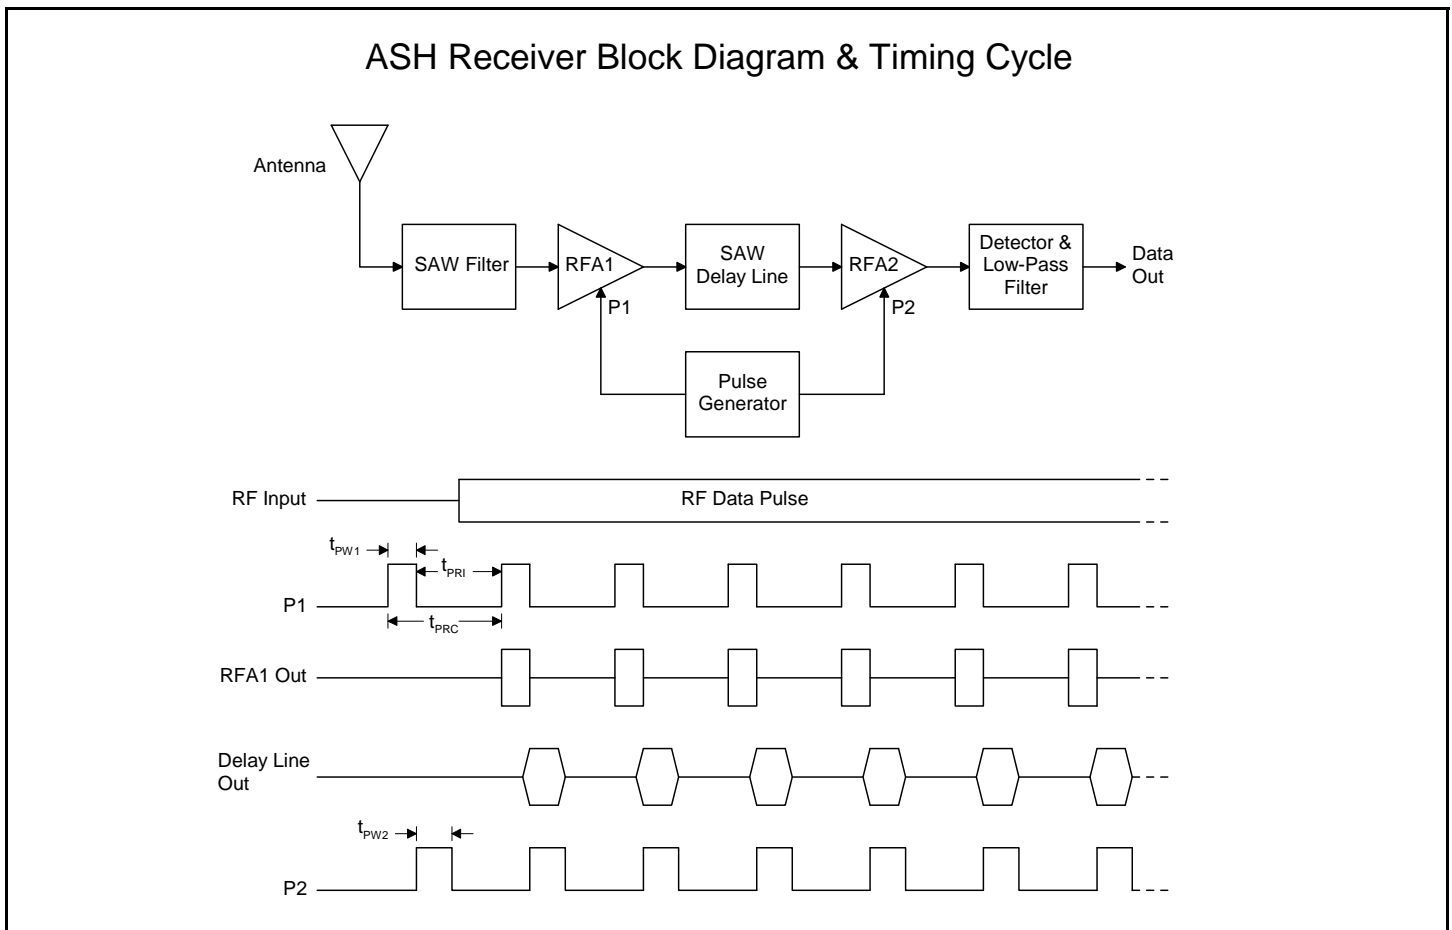 ASH Receiver Block Diagram & Timing Cycle
Antenna
SAW Filter
RFA1
SAW
Delay Line
RFA2
Detector &
Low-Pass
Filter
Data
Out
P1
P2
Pulse
Generator
RF Input
RF Data Pulse
tPW1
tPRI
P1
tPRC
RFA1 Out
Delay Line
Out
tPW2
P2